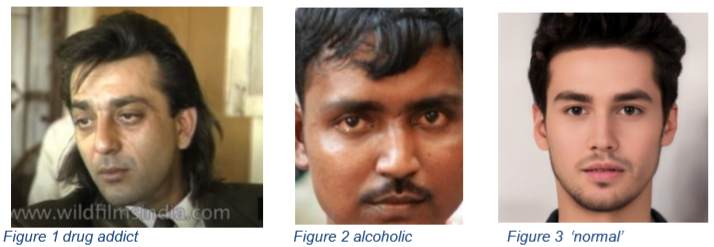 www.wildfilmsindia.com
Figure 1 drug addict
Figure 2 alcoholic
Figure 3 'normal'